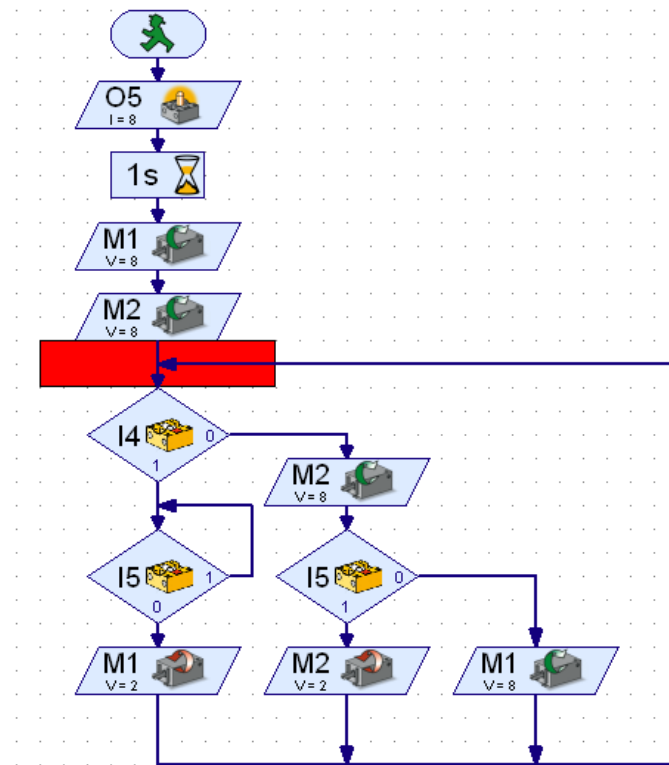 O5
I = 8
1s
M1
V = 8
M2
V = 8
I4
0
1
M2
V = 8
I5
1
0
I5
0
1
M1
V = 2
M2
V = 2
M1
V = 8